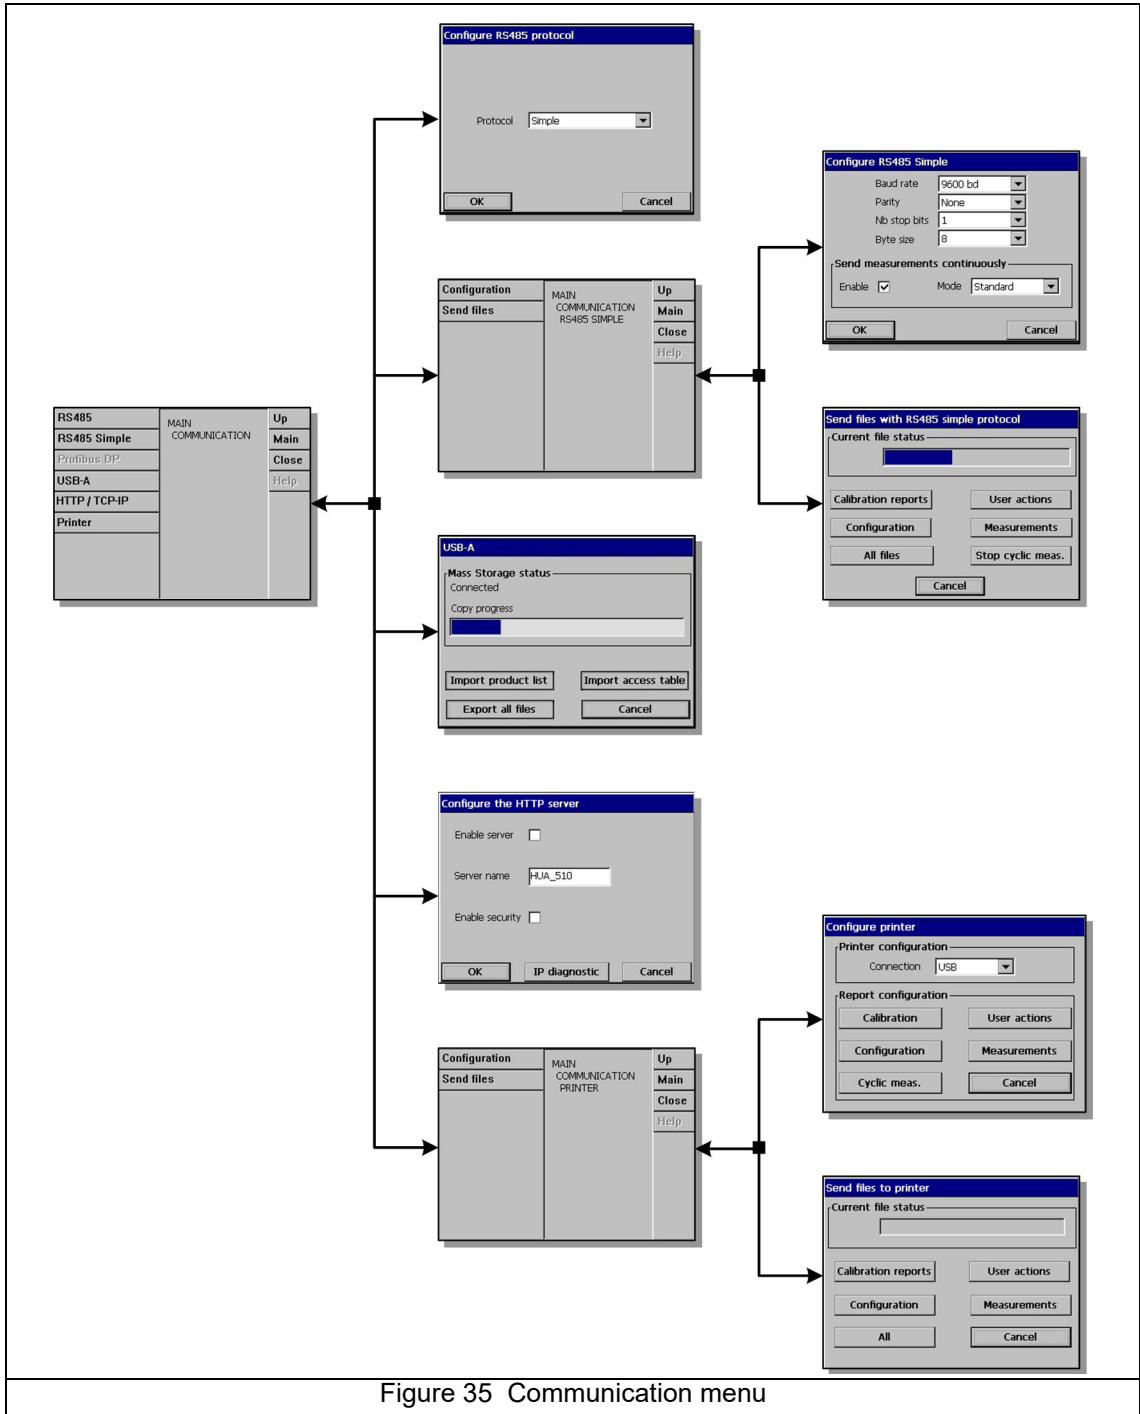 Configure RS485 protocol
Protocol Simple
OK Cancel
Configure RS485 Simple
Baud rate 9600 bd
Parity None
Nb stop bits 1
Byte size 8
Send measurements continuously
Enable Mode Standard
OK Cancel
Configuration MAIN Up
Send files COMMUNICATION Main
RS485 SIMPLE
Close
Help
RS485 MAIN Up
RS485 Simple COMMUNICATION Main
Profibus DP Close
USB-A Help
HTTP / TCP-IP
Printer
Send files with RS485 simple protocol
Current file status
Calibration reports User actions
Configuration Measurements
All files Stop cyclic meas.
Cancel
USB-A
Mass Storage status
Connected
Copy progress
Import product list Import access table
Export all files Cancel
Configure the HTTP server
Enable server
Server name HUA_510
Enable security
OK IP diagnostic Cancel
Configure printer
Printer configuration
Connection USB
Report configuration
Calibration User actions
Configuration Measurements
Cyclic meas. Cancel
Configuration MAIN Up
Send files COMMUNICATION Main
PRINTER
Close
Help
Send files to printer
Current file status
Calibration reports User actions
Configuration Measurements
All Cancel
Figure 35 Communication menu